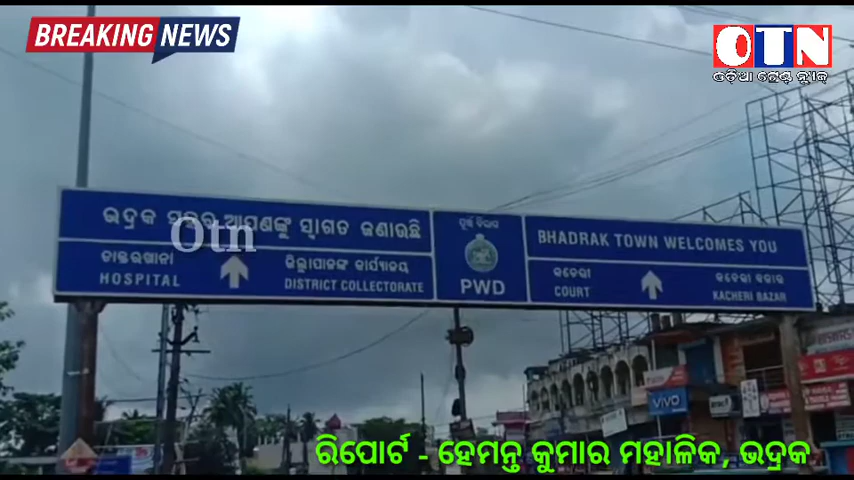 BREAKING NEWS
OTN
ଓଡ଼ିଆ ଟ୍ରେଣ୍ଡ ନ୍ୟୁଜ୍
ଭଦ୍ରକ ସହର ଆପଣଙ୍କୁ ସ୍ୱାଗତ ଜଣାଉଛି
Otn
ଡାକ୍ତରଖାନା
HOSPITAL
ଜିଲ୍ଲାପାଳଙ୍କ କାର୍ଯ୍ୟାଳୟ
DISTRICT COLLECTORATE
ପୂର୍ତ୍ତ ବିଭାଗ
PWD
BHADRAK TOWN WELCOMES YOU
କଚେରୀ
COURT
କଚେରୀ ବଜାର
KACHERI BAZAR
vivo
ରିପୋର୍ଟ - ହେମନ୍ତ କୁମାର ମହାଳିକ, ଭଦ୍ରକ